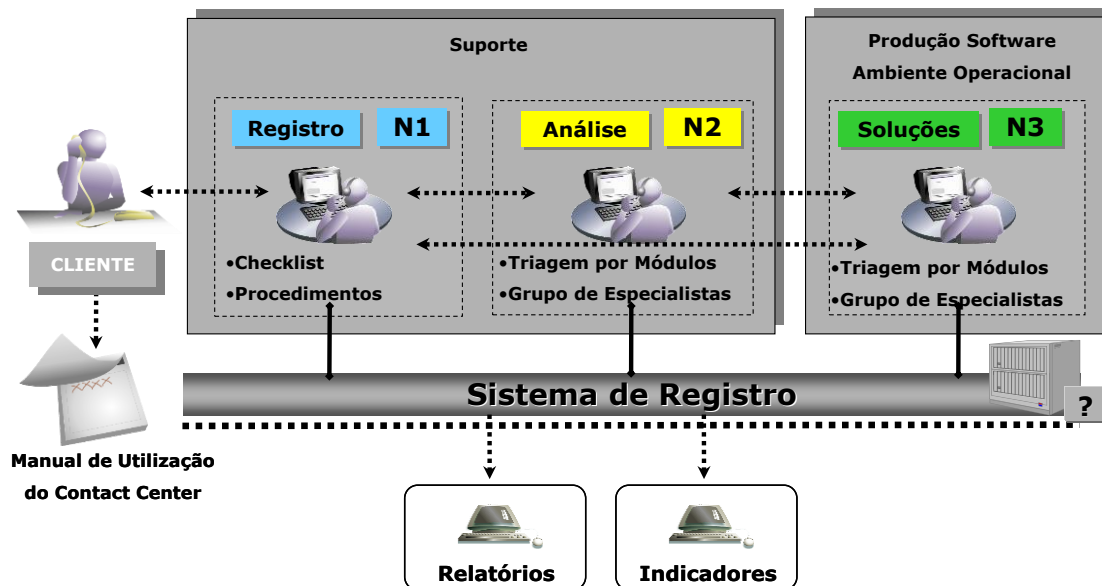 Suporte
Produção Software
Ambiente Operacional
Registro
N1
Análise
N2
Soluções
N3
CLIENTE
•Checklist
•Procedimentos
•Triagem por Módulos
•Grupo de Especialistas
•Triagem por Módulos
•Grupo de Especialistas
XXXX
Sistema de Registro
?
Manual de Utilização
do Contact Center
Relatórios
Indicadores